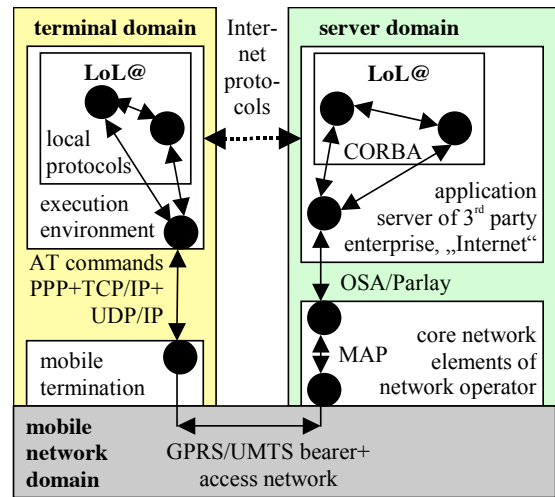 terminal domain
LoL@
local
protocols
execution
environment
AT commands
PPP+TCP/IP+
UDP/IP
mobile
termination
Inter-
net
proto-
cols
server domain
LoL@
CORBA
application
server of 3rd party
enterprise, „Internet“
OSA/Parlay
MAP
core network
elements of
network operator
mobile
network
domain
GPRS/UMTS bearer+
access network